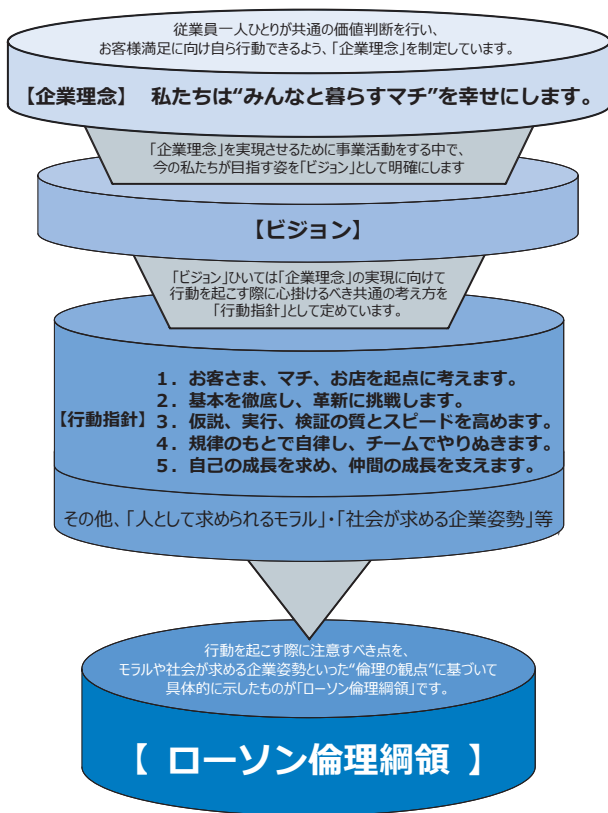 従業員一人ひとりが共通の価値判断を行い、
お客様満足に向け自ら行動できるよう、「企業理念」を制定しています。
【企業理念】 私たちは“みんなと暮らすマチ”を幸せにします。
「企業理念」を実現させるために事業活動をする中で、
今の私たちが目指す姿を「ビジョン」として明確にします
【ビジョン】
「ビジョン」ひいては「企業理念」の実現に向けて
行動を起こす際に心掛けるべき共通の考え方を
「行動指針」として定めています。
【行動指針】
1．お客さま、マチ、お店を起点に考えます。
2．基本を徹底し、革新に挑戦します。
3．仮説、実行、検証の質とスピードを高めます。
4．規律のもとで自律し、チームでやりぬきます。
5．自己の成長を求め、仲間の成長を支えます。
その他、「人として求められるモラル」・「社会が求める企業姿勢」等
行動を起こす際に注意すべき点を、
モラルや社会が求める企業姿勢といった“倫理の観点”に基づいて
具体的に示したものが「ローソン倫理綱領」です。
【 ローソン倫理綱領 】